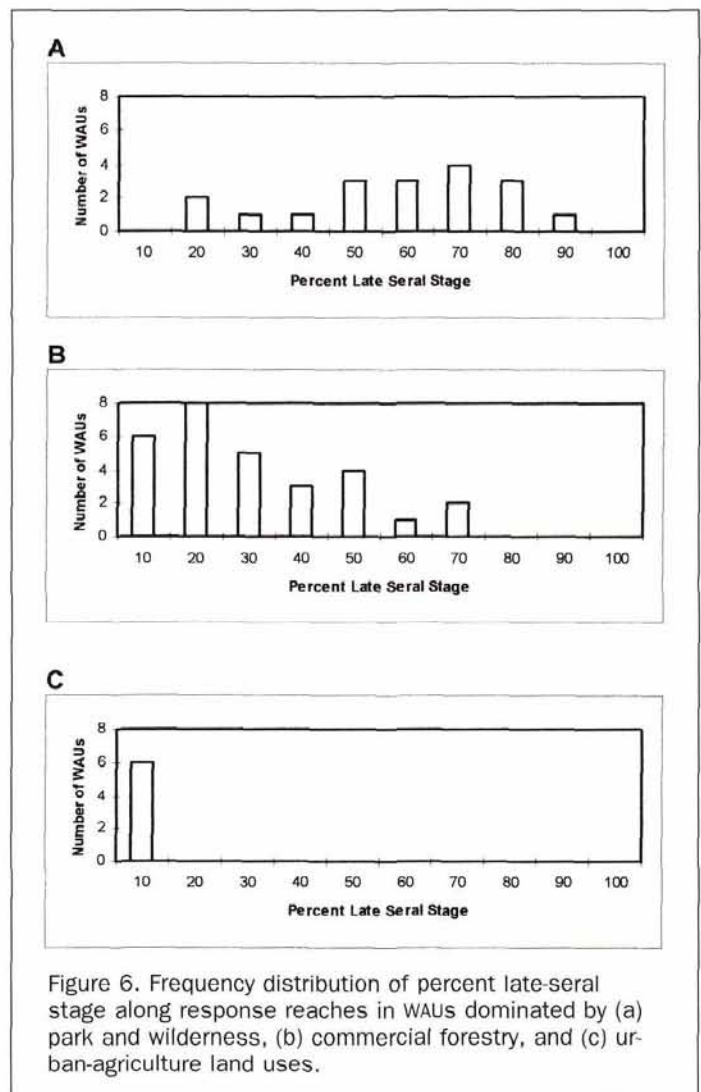 A
Number of WAUs
8
6
4
2
0
10 20 30 40 50 60 70 80 90 100
Percent Late Seral Stage
B
Number of WAUs
8
6
4
2
0
10 20 30 40 50 60 70 80 90 100
Percent Late Seral Stage
C
Number of WAUs
8
6
4
2
0
10 20 30 40 50 60 70 80 90 100
Percent Late Seral Stage
Figure 6. Frequency distribution of percent late-seral
stage along response reaches in WAUs dominated by (a)
park and wilderness, (b) commercial forestry, and (c) ur-
ban-agriculture land uses.